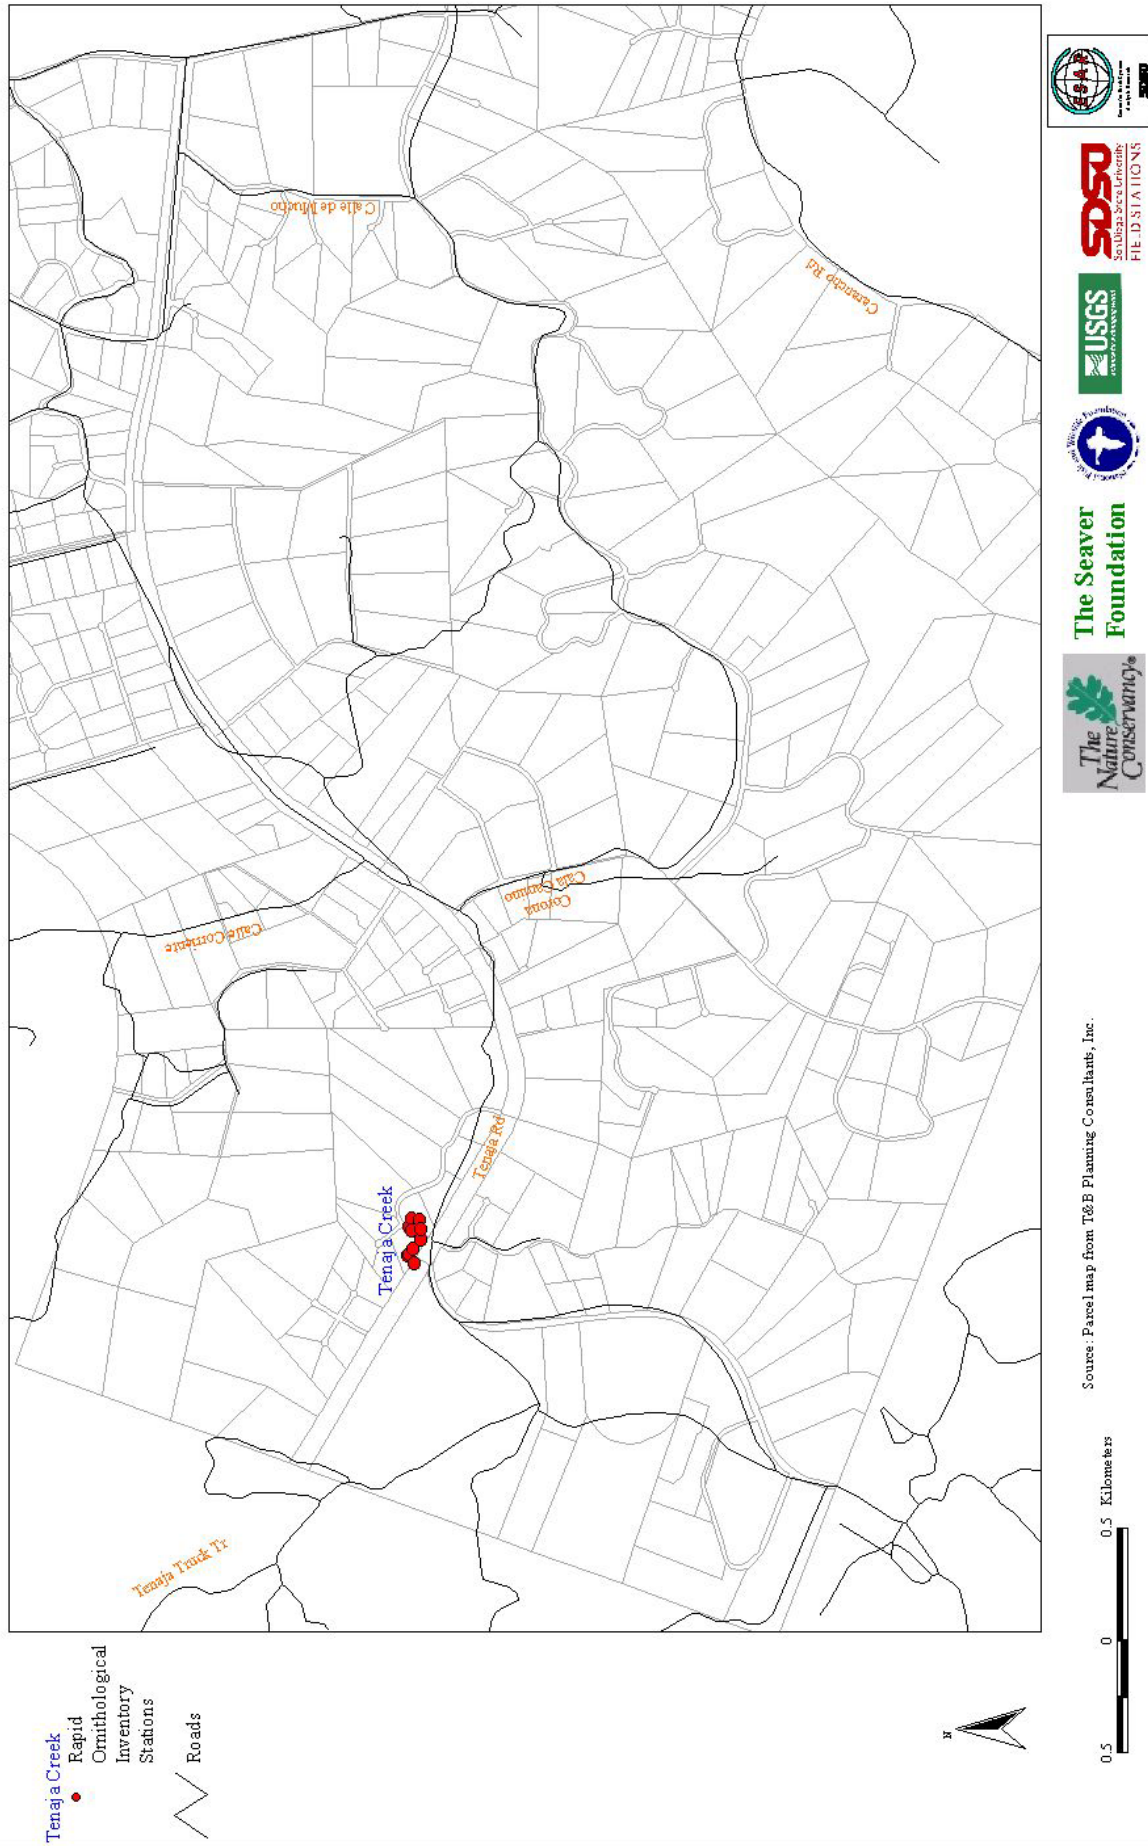 Tenaja Creek
Rapid
Ornithological
Inventory
Stations
Roads
Tenaja Truck Tr
Tenaja Creek
Tenaja Rd
Calle Corriente
Corona
Cala Camino
Calle de Mucho
Carancho Rd
N
0.5 0 0.5 Kilometers
Source: Parcel map from T&B Planning Consultants, Inc.
The
Nature
Conservancy®
The Seaver
Foundation
USGS
SDSU
San Diego State University
FIELD STATIONS
ESAR